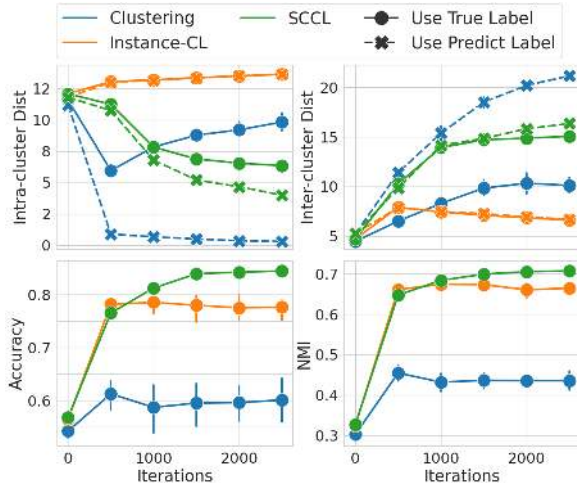 Clustering SCCL Use True Label
Instance-CL Use Predict Label
Intra-cluster Dist
12
10
8
5
2
0
Inter-cluster Dist
20
15
10
5
Accuracy
0.8
0.7
0.6
0 1000 2000
Iterations
NMI
0.7
0.6
0.5
0.4
0.3
0 1000 2000
Iterations